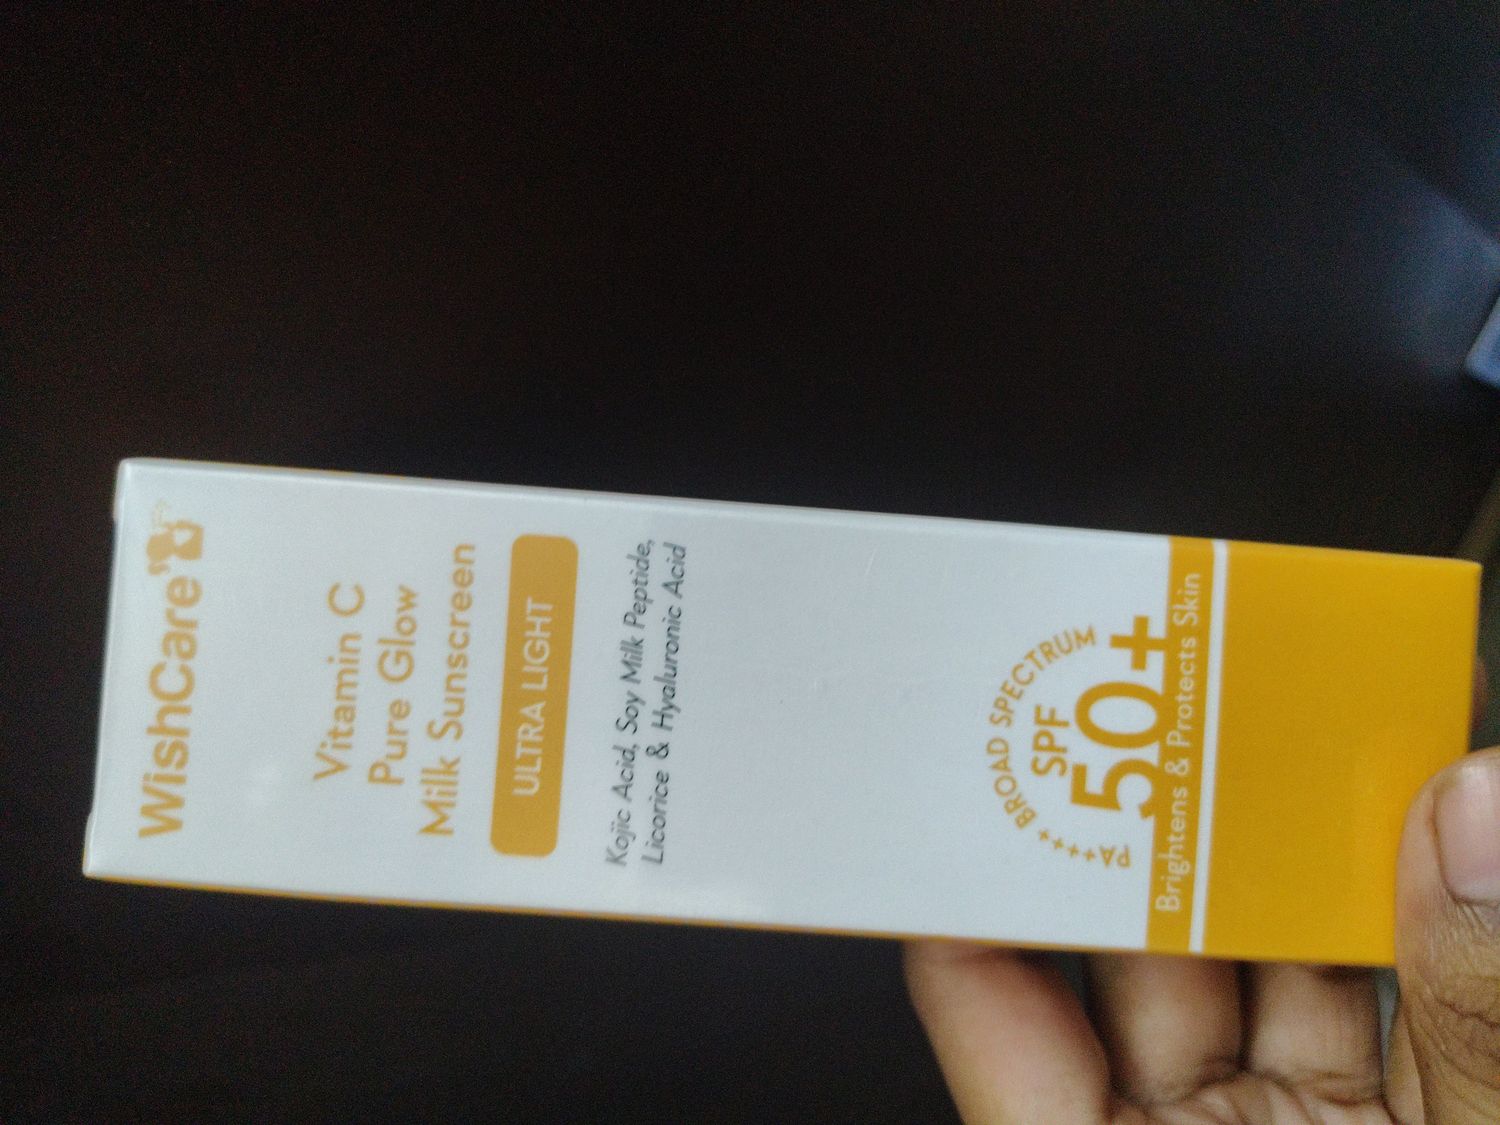 WishCare
Vitamin C
Pure Glow
Milk Sunscreen
ULTRA LIGHT
Kojic Acid, Soy Milk Peptide,
Licorice & Hyaluronic Acid
PA++++ BROAD SPECTRUM
SPF
50+
Brightens & Protects Skin